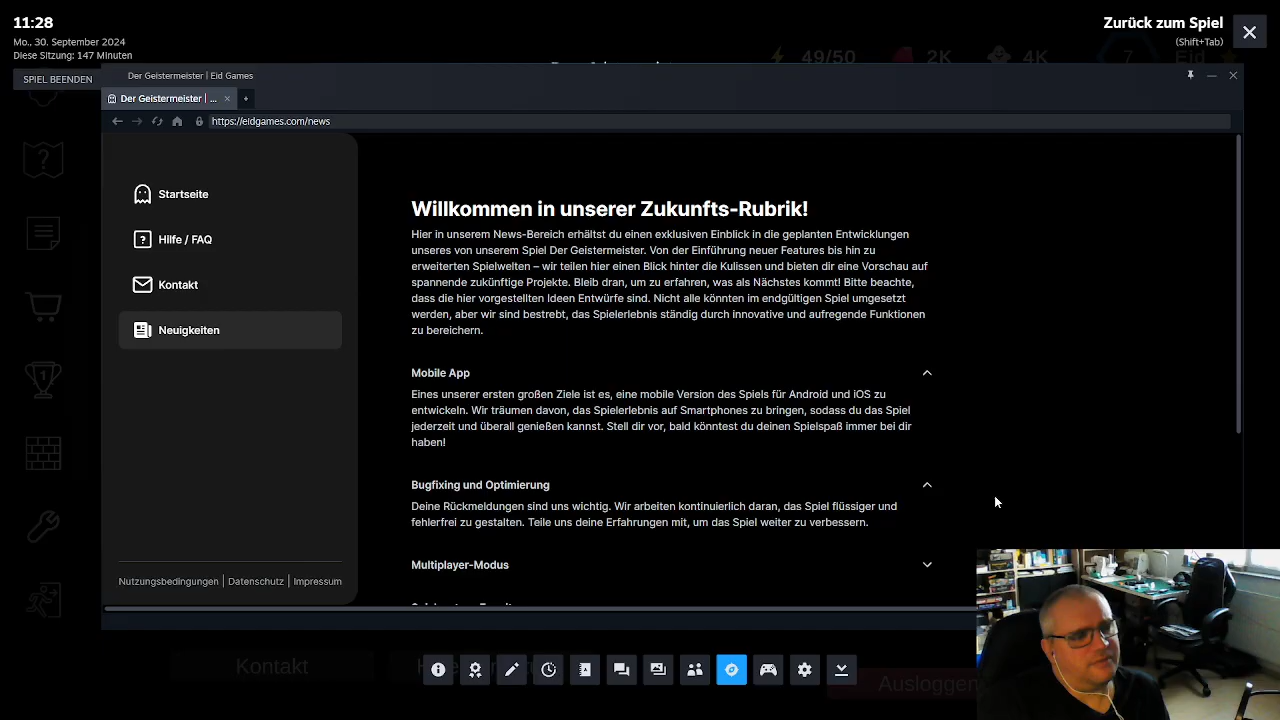 11:28
Mo., 30. September 2024
Diese Sitzung: 147 Minuten
Zurück zum Spiel
(Shift+Tab)
49/50
2K
4K
7
Eid
SPIEL BEENDEN
Der Geistermeister | Eid Games
Der Geistermeister | ...
https://eidgames.com/news
Startseite
Hilfe / FAQ
Kontakt
Neuigkeiten
Nutzungsbedingungen | Datenschutz | Impressum
Willkommen in unserer Zukunfts-Rubrik!
Hier in unserem News-Bereich erhältst du einen exklusiven Einblick in die geplanten Entwicklungen
unseres von unserem Spiel Der Geistermeister. Von der Einführung neuer Features bis hin zu
erweiterten Spielwelten – wir teilen hier einen Blick hinter die Kulissen und bieten dir eine Vorschau auf
spannende zukünftige Projekte. Bleib dran, um zu erfahren, was als Nächstes kommt! Bitte beachte,
dass die hier vorgestellten Ideen Entwürfe sind. Nicht alle könnten im endgültigen Spiel umgesetzt
werden, aber wir sind bestrebt, das Spielerlebnis ständig durch innovative und aufregende Funktionen
zu bereichern.
Mobile App
Eines unserer ersten großen Ziele ist es, eine mobile Version des Spiels für Android und iOS zu
entwickeln. Wir träumen davon, das Spielerlebnis auf Smartphones zu bringen, sodass du das Spiel
jederzeit und überall genießen kannst. Stell dir vor, bald könntest du deinen Spielspaß immer bei dir
haben!
Bugfixing und Optimierung
Deine Rückmeldungen sind uns wichtig. Wir arbeiten kontinuierlich daran, das Spiel flüssiger und
fehlerfrei zu gestalten. Teile uns deine Erfahrungen mit, um das Spiel weiter zu verbessern.
Multiplayer-Modus
Kontakt
Ausloggen